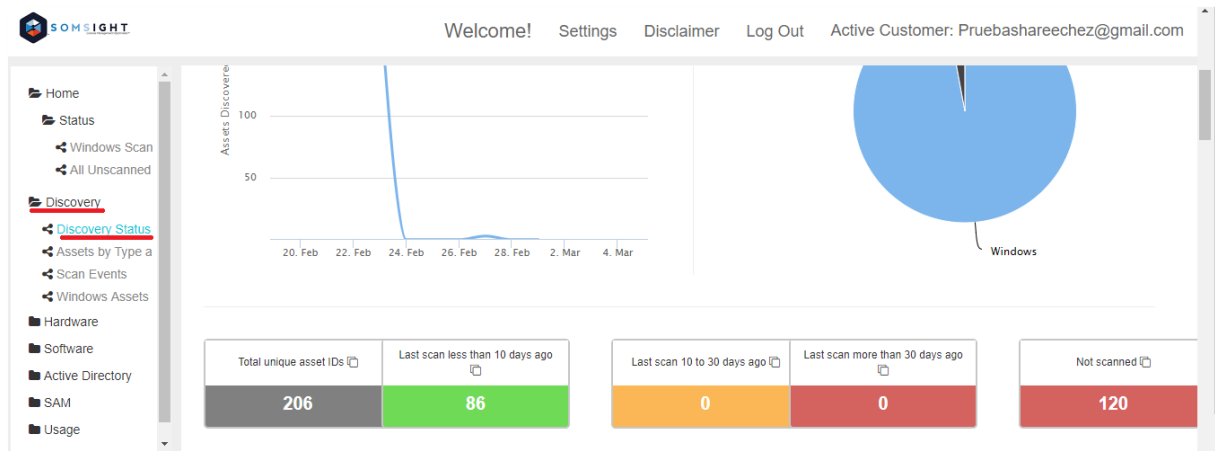 SOMSIGHT
Welcome! Settings Disclaimer Log Out Active Customer: Pruebashareechez@gmail.com
Home
Status
Windows Scan
All Unscanned
Discovery
Discovery Status
Assets by Type a
Scan Events
Windows Assets
Hardware
Software
Active Directory
SAM
Usage
Assets Discovere
100
50
20. Feb 22. Feb 24. Feb 26. Feb 28. Feb 2. Mar 4. Mar
Windows
Total unique asset IDs
206
Last scan less than 10 days ago
86
Last scan 10 to 30 days ago
0
Last scan more than 30 days ago
0
Not scanned
120